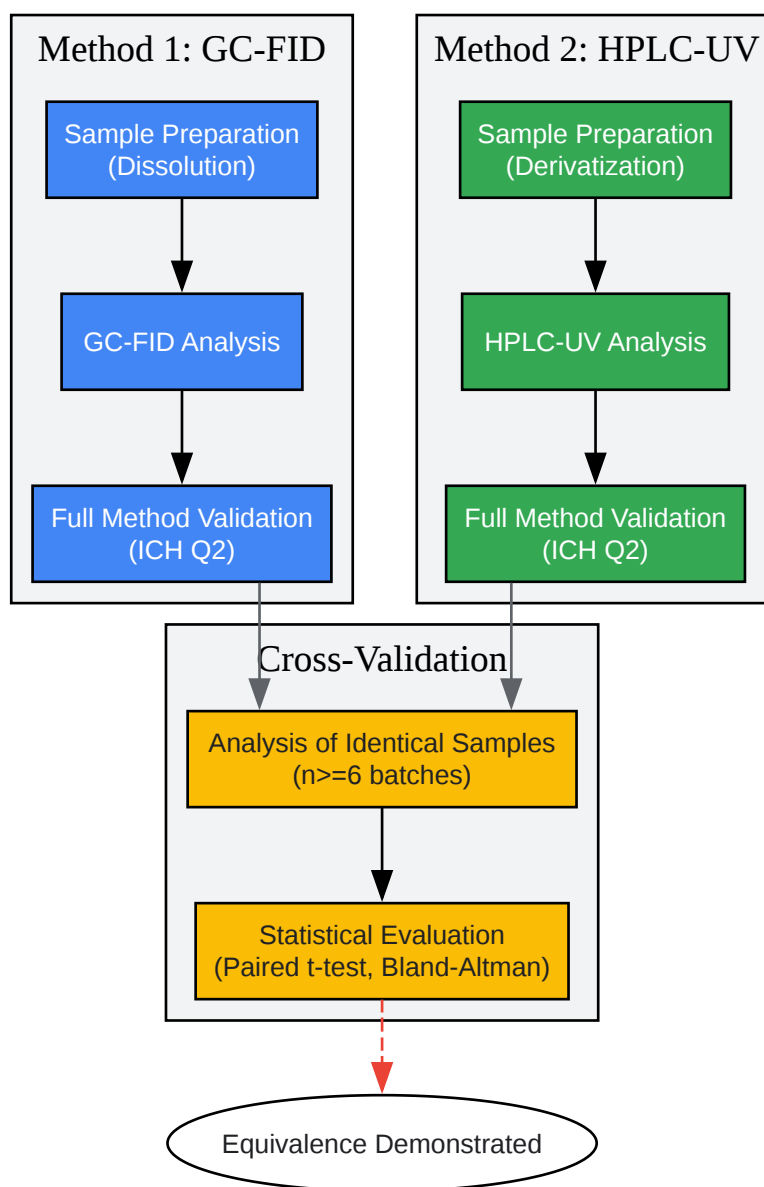 Method 1: GC-FID
Sample Preparation
(Dissolution)
GC-FID Analysis
Full Method Validation
(ICH Q2)
Method 2: HPLC-UV
Sample Preparation
(Derivatization)
HPLC-UV Analysis
Full Method Validation
(ICH Q2)
Cross-Validation
Analysis of Identical Samples
(n>=6 batches)
Statistical Evaluation
(Paired t-test, Bland-Altman)
Equivalence Demonstrated